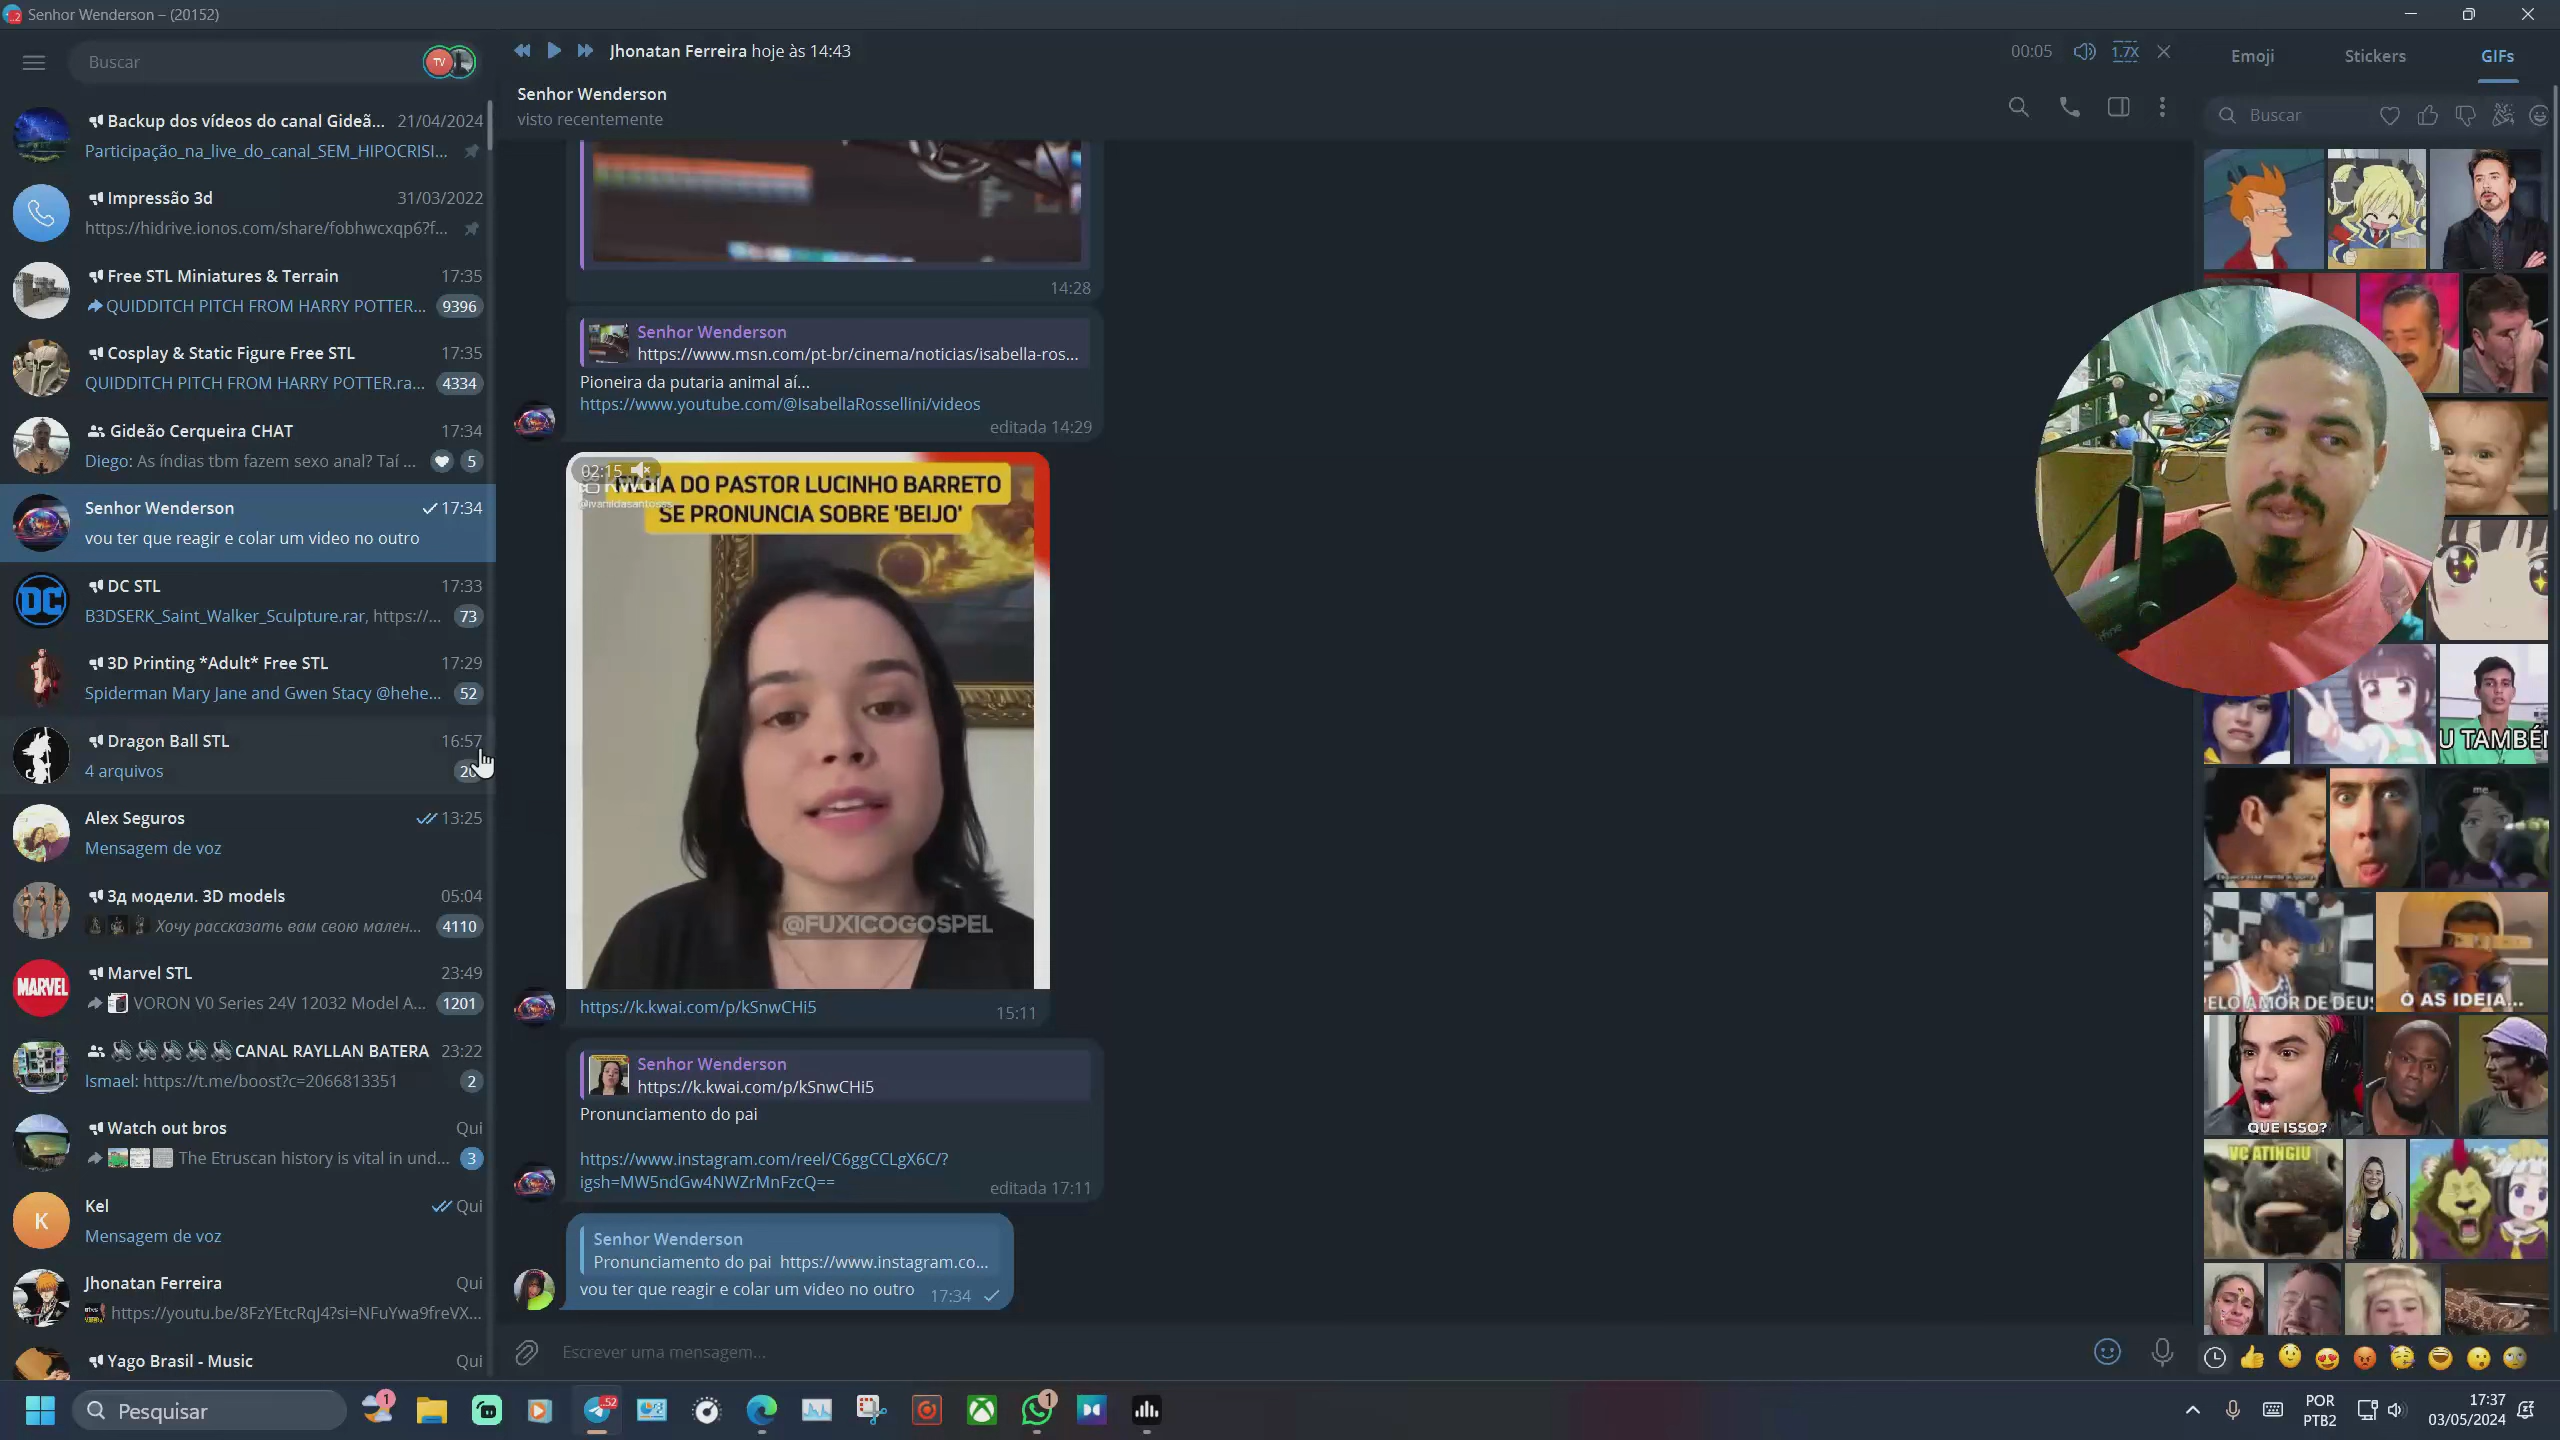 Senhor Wenderson – (20152)
Buscar
TV
Backup dos vídeos do canal Gideã... 21/04/2024
Participação_na_live_do_canal_SEM_HIPOCRISI...
Impressão 3d 31/03/2022
https://hidrive.ionos.com/share/fobhwcxqp6?f...
Free STL Miniatures & Terrain 17:35
QUIDDITCH PITCH FROM HARRY POTTER... 9396
Cosplay & Static Figure Free STL 17:35
QUIDDITCH PITCH FROM HARRY POTTER.ra... 4334
Gideão Cerqueira CHAT 17:34
Diego: As índias tbm fazem sexo anal? Taí ... 5
Senhor Wenderson 17:34
vou ter que reagir e colar um video no outro
DC STL 17:33
B3DSERK_Saint_Walker_Sculpture.rar, https://... 73
DC
3D Printing *Adult* Free STL 17:29
Spiderman Mary Jane and Gwen Stacy @hehe... 52
Dragon Ball STL 16:57
4 arquivos
Alex Seguros 13:25
Mensagem de voz
3д модели. 3D models 05:04
Хочу рассказать вам свою мален... 4110
Marvel STL 23:49
MARVEL
VORON V0 Series 24V 12032 Model A... 1201
CANAL RAYLLAN BATERA 23:22
Ismael: https://t.me/boost?c=2066813351 2
Watch out bros Qui
The Etruscan history is vital in und... 3
Kel Qui
K
Mensagem de voz
Jhonatan Ferreira Qui
https://youtu.be/8FzYEtcRqJ4?si=NFuYwa9freVX...
Yago Brasil - Music Qui
Jhonatan Ferreira hoje às 14:43
00:05 1.7X
Senhor Wenderson
visto recentemente
14:28
Senhor Wenderson
https://www.msn.com/pt-br/cinema/noticias/isabella-ros...
Pioneira da putaria animal aí...
https://www.youtube.com/@IsabellaRossellini/videos
editada 14:29
02:15
DO PASTOR LUCINHO BARRETO
SE PRONUNCIA SOBRE 'BEIJO'
@FUXICOGOSPEL
https://k.kwai.com/p/kSnwCHi5 15:11
Senhor Wenderson
https://k.kwai.com/p/kSnwCHi5
Pronunciamento do pai
https://www.instagram.com/reel/C6ggCCLgX6C/?
igsh=MW5ndGw4NWZrMnFzcQ== editada 17:11
Senhor Wenderson
Pronunciamento do pai https://www.instagram.co...
vou ter que reagir e colar um video no outro 17:34
Escrever uma mensagem...
Emoji Stickers GIFs
Buscar
U TAMBÉM
me
PELO AMOR DE DEUS
Ó AS IDEIA...
QUE ISSO?
VC ATINGIU
Pesquisar
1
..52
1
POR
PTB2
17:37
03/05/2024